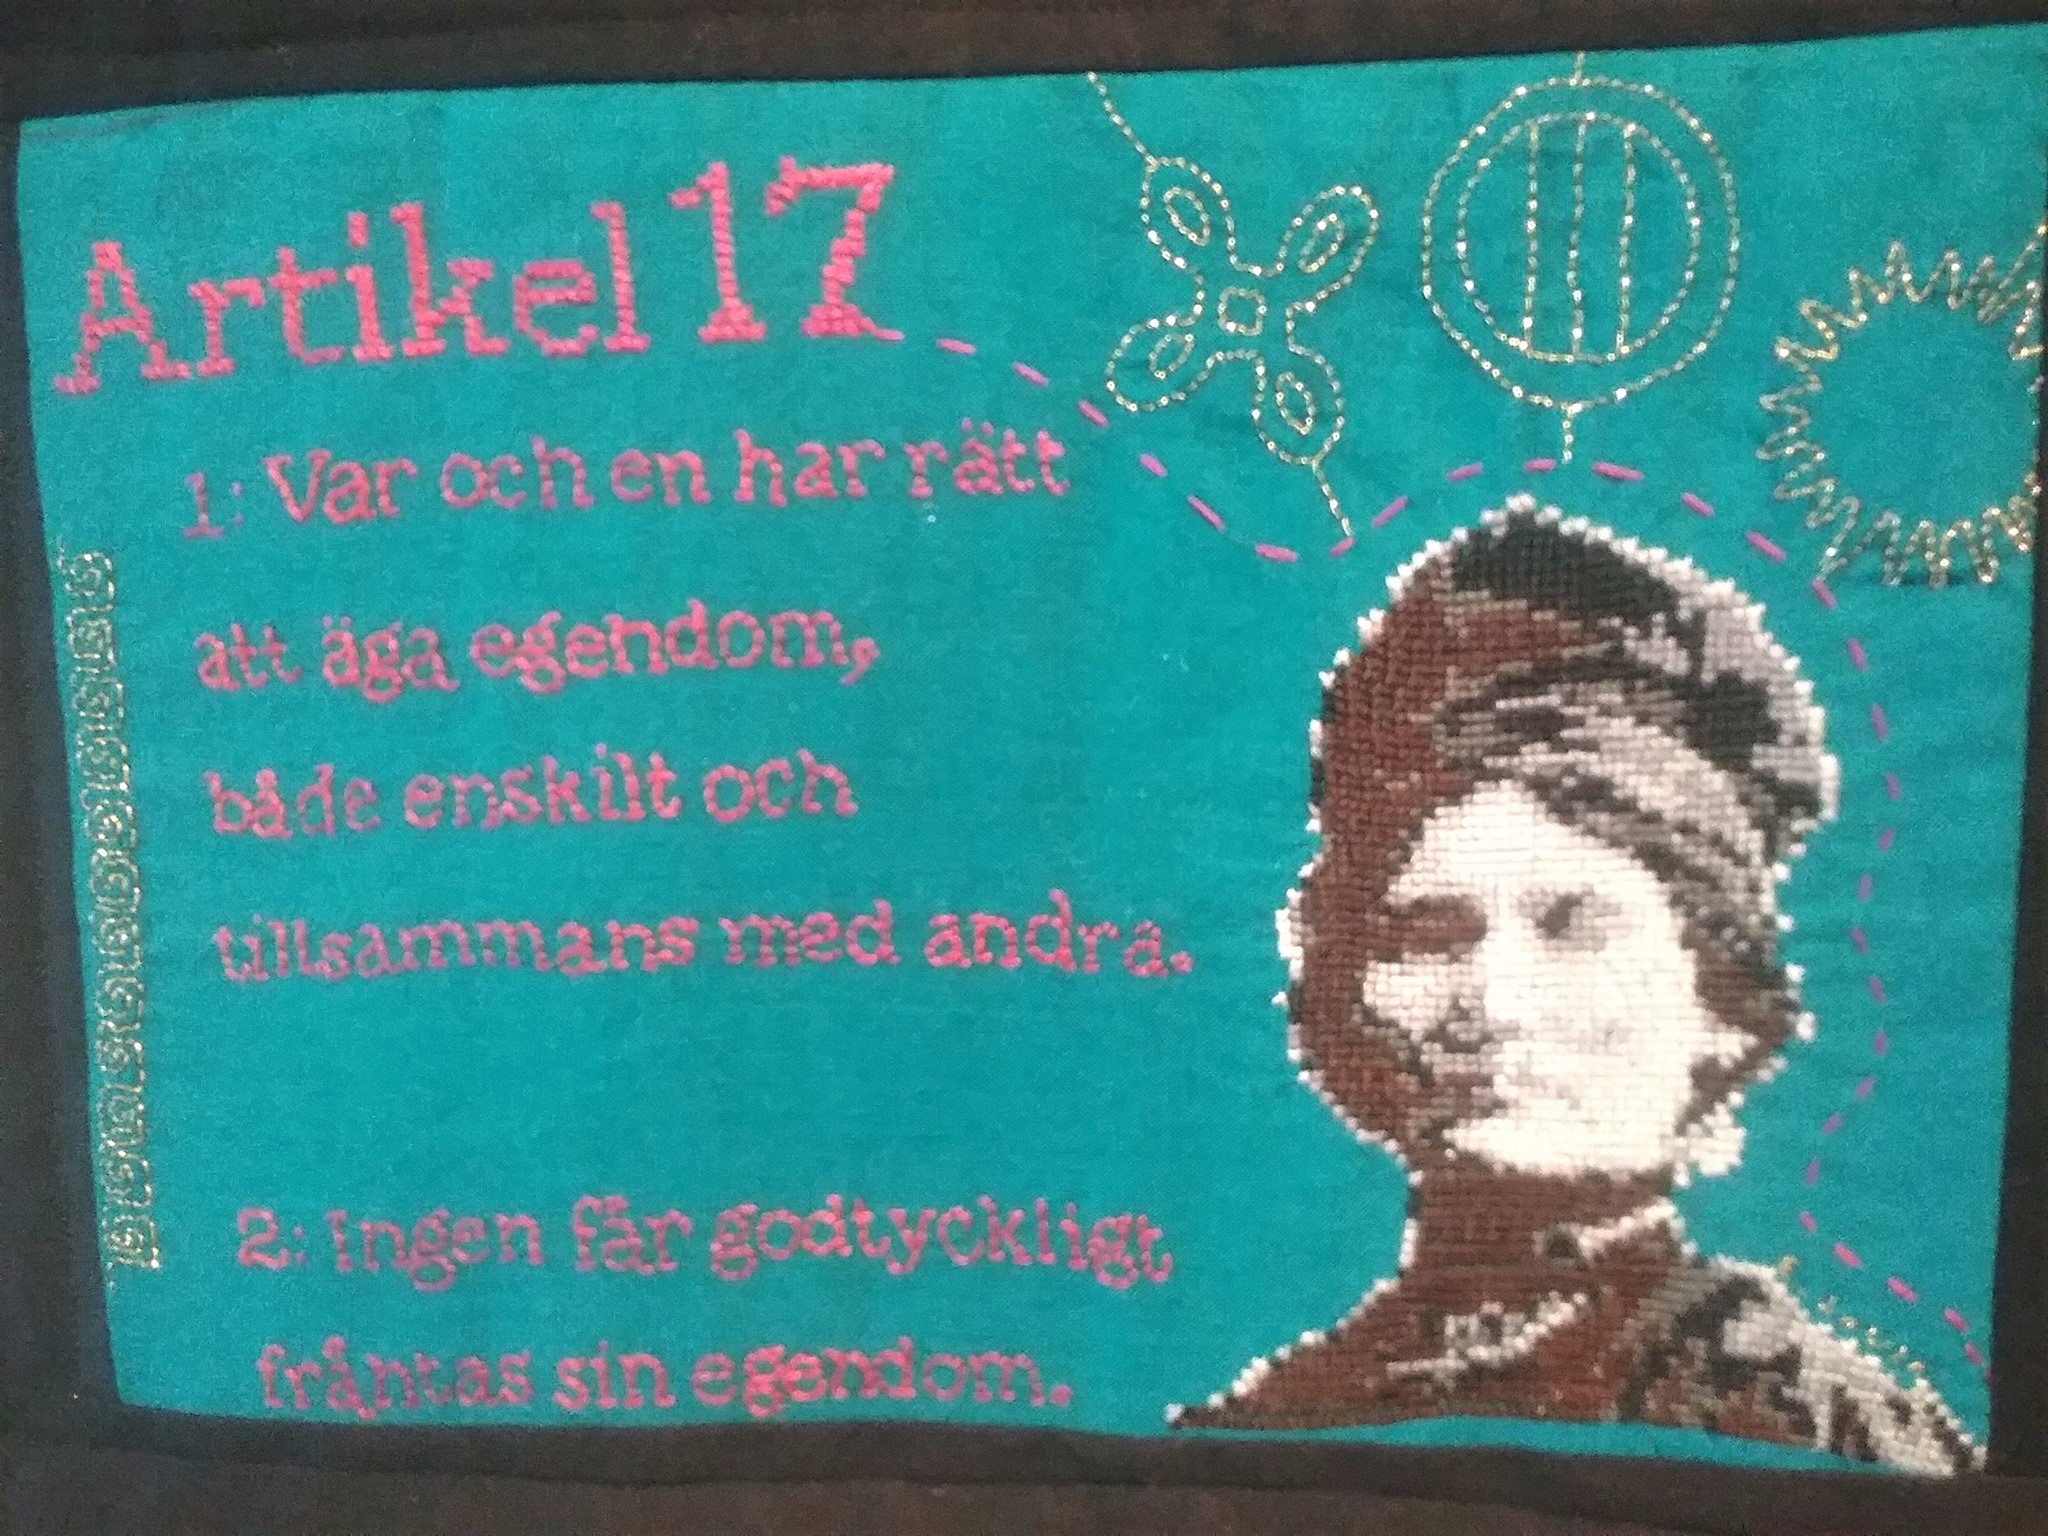 Artikel 17
1: Var och en har rätt
att äga egendom,
både enskilt och
tillsammans med andra.
2: Ingen får godtyckligt
fråntas sin egendom.